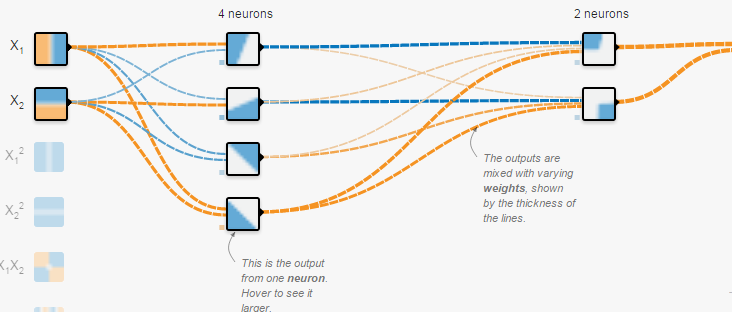 4 neurons
2 neurons
X₁
X₂
X₁²
X₂²
X₁X₂
The outputs are
mixed with varying
weights, shown
by the thickness of
the lines.
This is the output
from one neuron.
Hover to see it
larger.